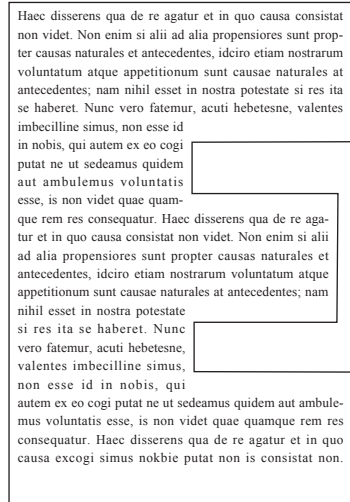 Haec disserens qua de re agatur et in quo causa consistat
non videt. Non enim si alii ad alia propensiores sunt prop-
ter causas naturales et antecedentes, idciro etiam nostrarum
voluntatum atque appetitionum sunt causae naturales at
antecedentes; nam nihil esset in nostra potestate si res ita
se haberet. Nunc vero fatemur, acuti hebetesne, valentes
imbecilline simus, non esse id
in nobis, qui autem ex eo cogi
putat ne ut sedeamus quidem
aut ambulemus voluntatis
esse, is non videt quae quam-
que rem res consequatur. Haec disserens qua de re aga-
tur et in quo causa consistat non videt. Non enim si alii
ad alia propensiores sunt propter causas naturales et
antecedentes, idciro etiam nostrarum voluntatum atque
appetitionum sunt causae naturales at antecedentes; nam
nihil esset in nostra potestate
si res ita se haberet. Nunc
vero fatemur, acuti hebetesne,
valentes imbecilline simus,
non esse id in nobis, qui
autem ex eo cogi putat ne ut sedeamus quidem aut ambule-
mus voluntatis esse, is non videt quae quamque rem res
consequatur. Haec disserens qua de re agatur et in quo
causa excogi simus nokbie putat non is consistat non.